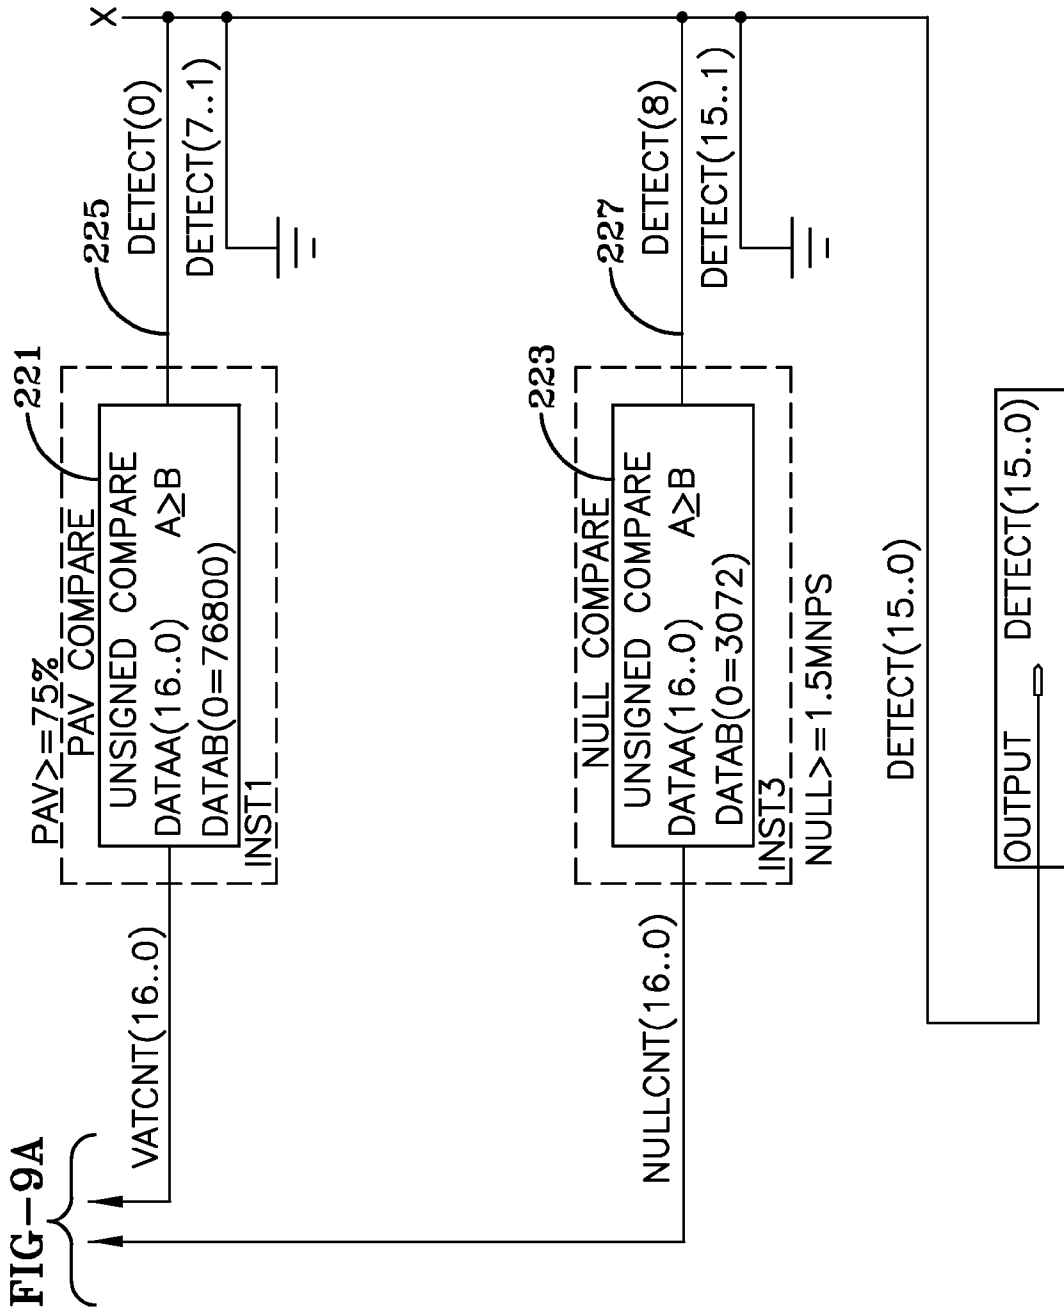 FIG-9A
VATCNT(16..0)
PAV>=75%
PAV COMPARE
UNSIGNED COMPARE
DATAA(16..0) A≥B
DATAB(0=76800)
INST1
221
225
DETECT(0)
DETECT(7..1)
X
NULLCNT(16..0)
NULL COMPARE
UNSIGNED COMPARE
DATAA(16..0) A≥B
DATAB(0=3072)
INST3
NULL>=1.5MNPS
223
227
DETECT(8)
DETECT(15..1)
DETECT(15..0)
OUTPUT DETECT(15..0)